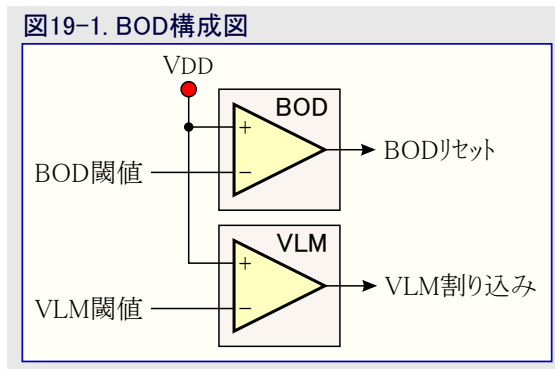 図19-1. BOD構成図
VDD
BOD
+
BOD閾値
−
BODリセット
VLM
+
VLM閾値
−
VLM割り込み